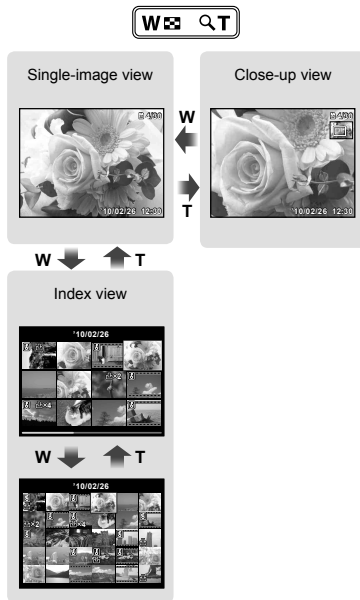 W T
Single-image view
Close-up view
4/30
4/30
W
T
'10/02/26 12:30
'10/02/26 12:30
W T
Index view
'10/02/26
×2
×4
W T
'10/02/26
×2 ×4